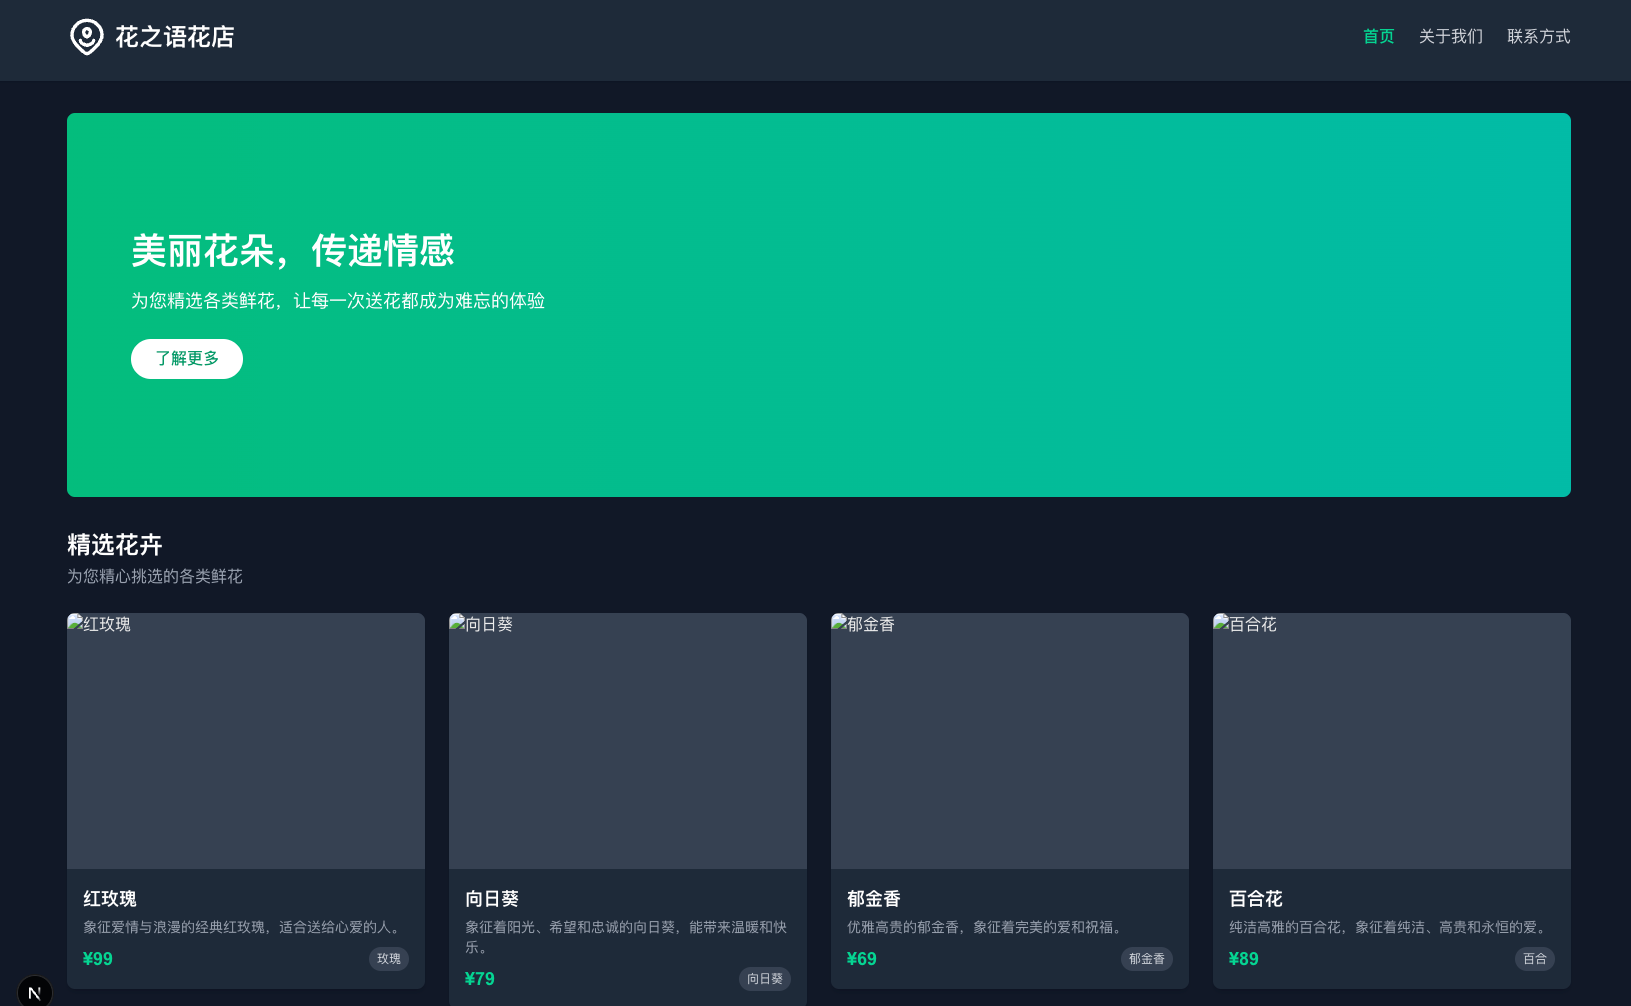 花之语花店
首页 关于我们 联系方式
美丽花朵，传递情感
为您精选各类鲜花，让每一次送花都成为难忘的体验
了解更多
精选花卉
为您精心挑选的各类鲜花
红玫瑰
向日葵
郁金香
百合花
红玫瑰
象征爱情与浪漫的经典红玫瑰，适合送给心爱的人。
¥99 玫瑰
向日葵
象征着阳光、希望和忠诚的向日葵，能带来温暖和快
乐。
¥79 向日葵
郁金香
优雅高贵的郁金香，象征着完美的爱和祝福。
¥69 郁金香
百合花
纯洁高雅的百合花，象征着纯洁、高贵和永恒的爱。
¥89 百合
N